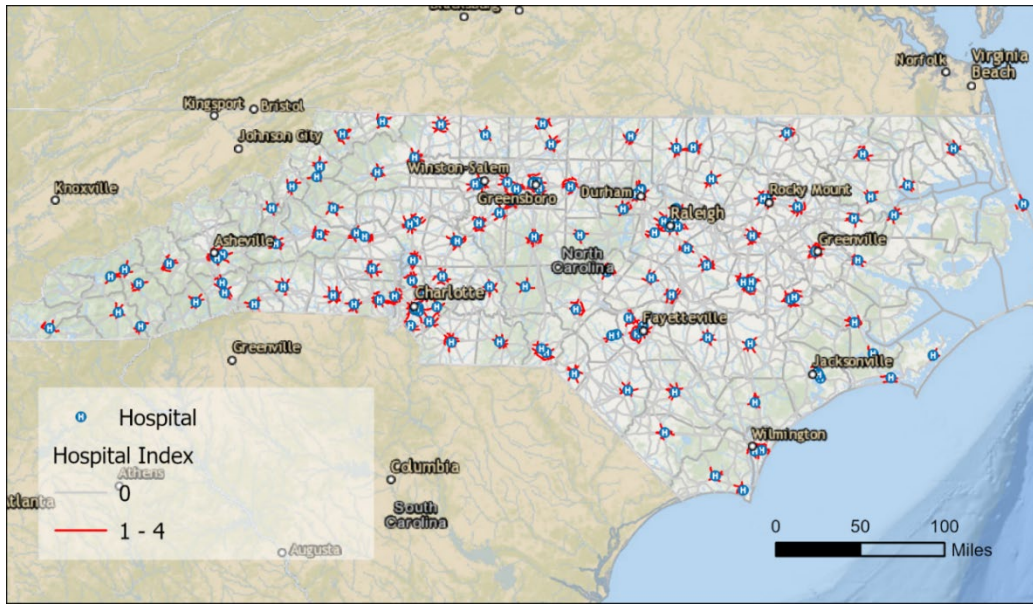 Norfolk
Virginia
Beach
Kingsport
Bristol
Johnson City
Knoxville
Winston-Salem
Greensboro
Durham
Rocky Mount
Raleigh
Asheville
Greenville
North
Carolina
Charlotte
Fayetteville
Greenville
Jacksonville
Wilmington
Hospital
Hospital Index
Athens
0
1 - 4
Columbia
South
Carolina
Augusta
0 50 100
Miles